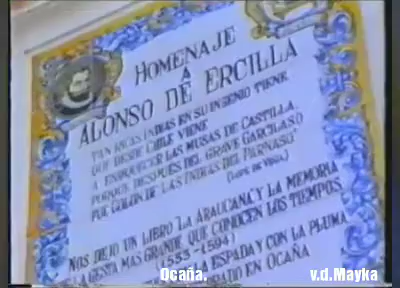 HOMENAJE
A
ALONSO DE ERCILLA
TAN RICAS INDIAS EN SU INGENIO TIENE
QUE DESDE CHILE VIENE
A ENRIQUECER LAS MUSAS DE CASTILLA.
PORQUE DESPUES DEL GRAVE GARCILASO
FUE COLON DE LAS INDIAS DEL PARNASO"
(LOPE DE VEGA)
NOS DEJO UN LIBRO "LA ARAUCANA" Y LA MEMORIA
DE LA GESTA MAS GRANDE QUE CONOCEN LOS TIEMPOS
(1533-1594)
LA ESPADA Y CON LA PLUMA
EN OCAÑA
Ocaña.
v.d.Mayka